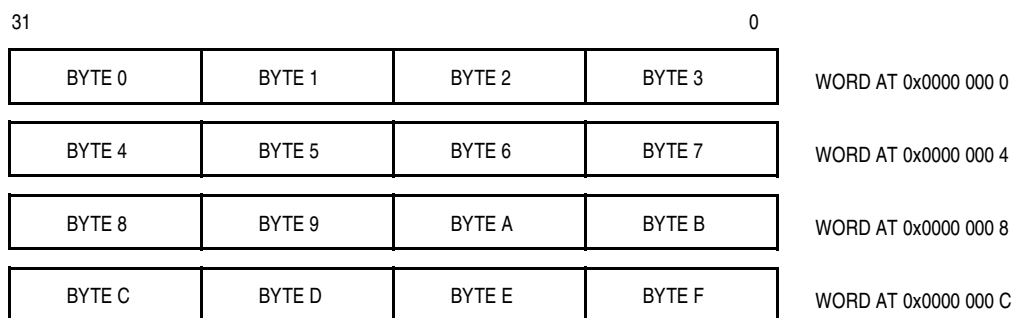 31 0
BYTE 0 BYTE 1 BYTE 2 BYTE 3 WORD AT 0x0000 000 0
BYTE 4 BYTE 5 BYTE 6 BYTE 7 WORD AT 0x0000 000 4
BYTE 8 BYTE 9 BYTE A BYTE B WORD AT 0x0000 000 8
BYTE C BYTE D BYTE E BYTE F WORD AT 0x0000 000 C